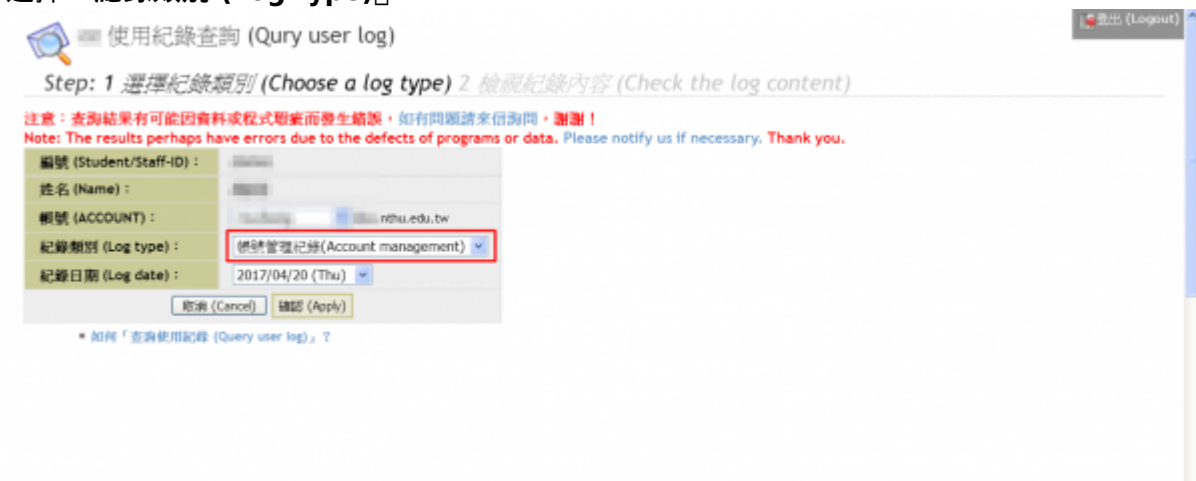 使用紀錄查詢 (Qury user log)
登出 (Logout)
Step: 1 選擇紀錄類別 (Choose a log type) 2 檢視紀錄內容 (Check the log content)
注意：查詢結果有可能因資料或程式瑕疵而發生錯誤，如有問題請來信詢問，謝謝！
Note: The results perhaps have errors due to the defects of programs or data. Please notify us if necessary. Thank you.
編號 (Student/Staff-ID)：
姓名 (Name)：
帳號 (ACCOUNT)： .nthu.edu.tw
紀錄類別 (Log type)： 帳號管理紀錄(Account management)
紀錄日期 (Log date)： 2017/04/20 (Thu)
取消 (Cancel) 確認 (Apply)
如何「查詢使用記錄 (Query user log)」？